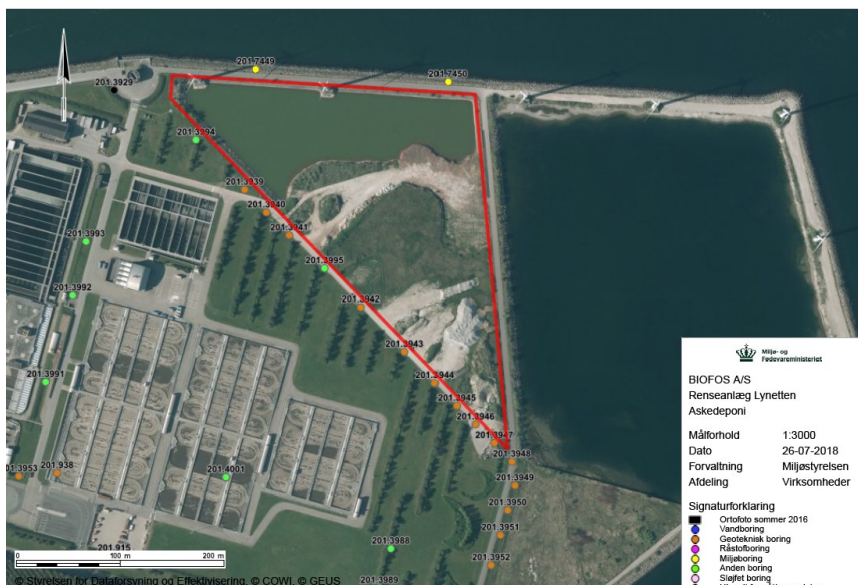 201.7449
201.7450
201.3929
201.3994
201.3939
201.3940
201.3941
201.3993
201.3995
201.3992
201.3942
201.3943
201.3991
201.3944
201.3945
201.3946
201.3947
201.3948
01.3953
201.938
201.4001
201.3949
201.3950
201.3951
201.915
201.3988
201.3952
201.3989
0 100 m 200 m
© Styrelsen for Dataforsyning og Effektivisering, © COWI, © GEUS
Miljø- og
Fødevareministeriet
BIOFOS A/S
Renseanlæg Lynetten
Askedeponi
Målforhold 1:3000
Dato 26-07-2018
Forvaltning Miljøstyrelsen
Afdeling Virksomheder
Signaturforklaring
Ortofoto sommer 2016
Vandboring
Geoteknisk boring
Råstofboring
Miljøboring
Anden boring
Sløjfet boring